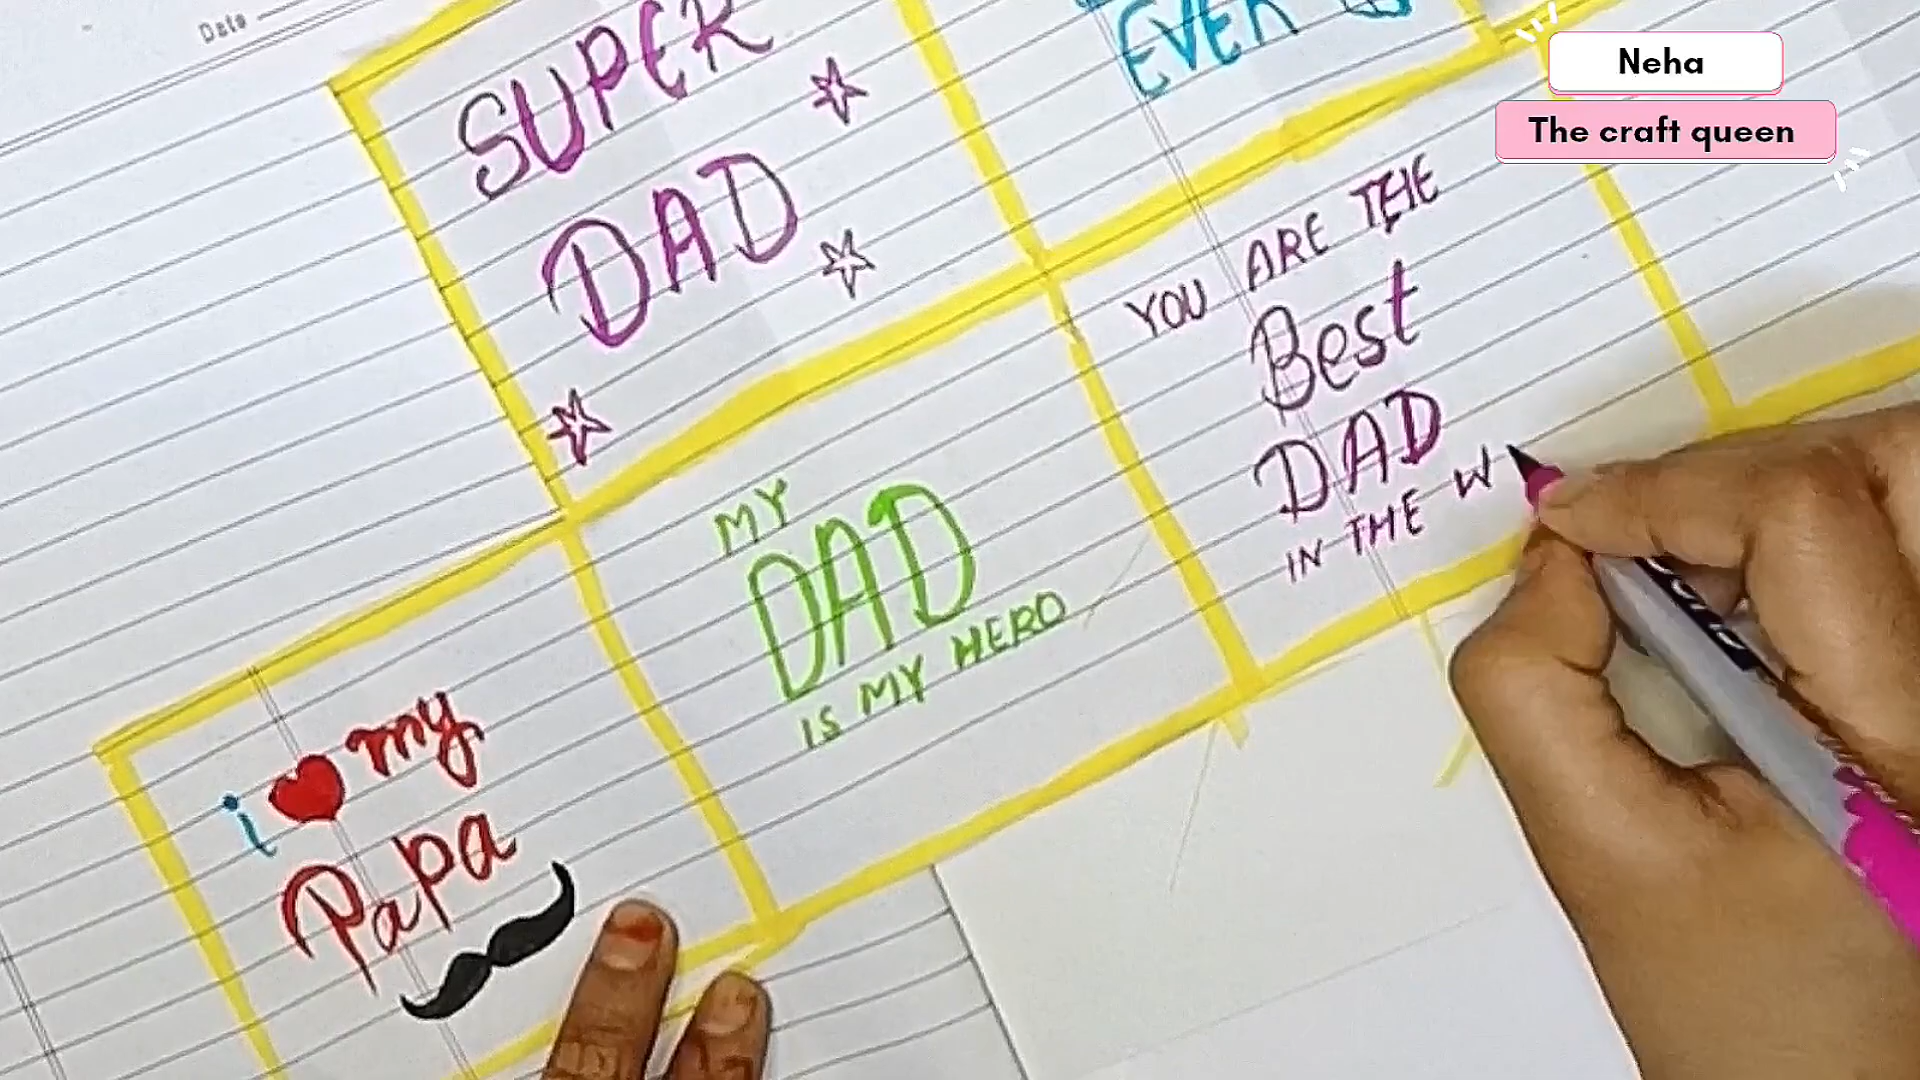 Date
SUPER
DAD
EVER
Neha
The craft queen
YOU ARE THE
Best
DAD
IN THE W
MY
DAD
IS MY HERO
i my
Papa